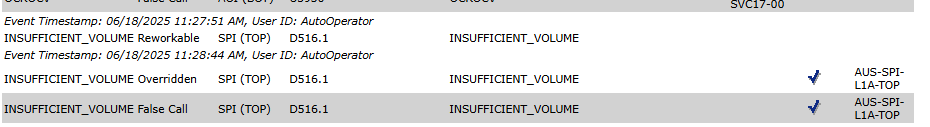 SVC17-00
Event Timestamp: 06/18/2025 11:27:51 AM, User ID: AutoOperator
INSUFFICIENT_VOLUME Reworkable SPI (TOP) D516.1 INSUFFICIENT_VOLUME
Event Timestamp: 06/18/2025 11:28:44 AM, User ID: AutoOperator
INSUFFICIENT_VOLUME Overridden SPI (TOP) D516.1 INSUFFICIENT_VOLUME AUS-SPI-
L1A-TOP
INSUFFICIENT_VOLUME False Call SPI (TOP) D516.1 INSUFFICIENT_VOLUME AUS-SPI-
L1A-TOP